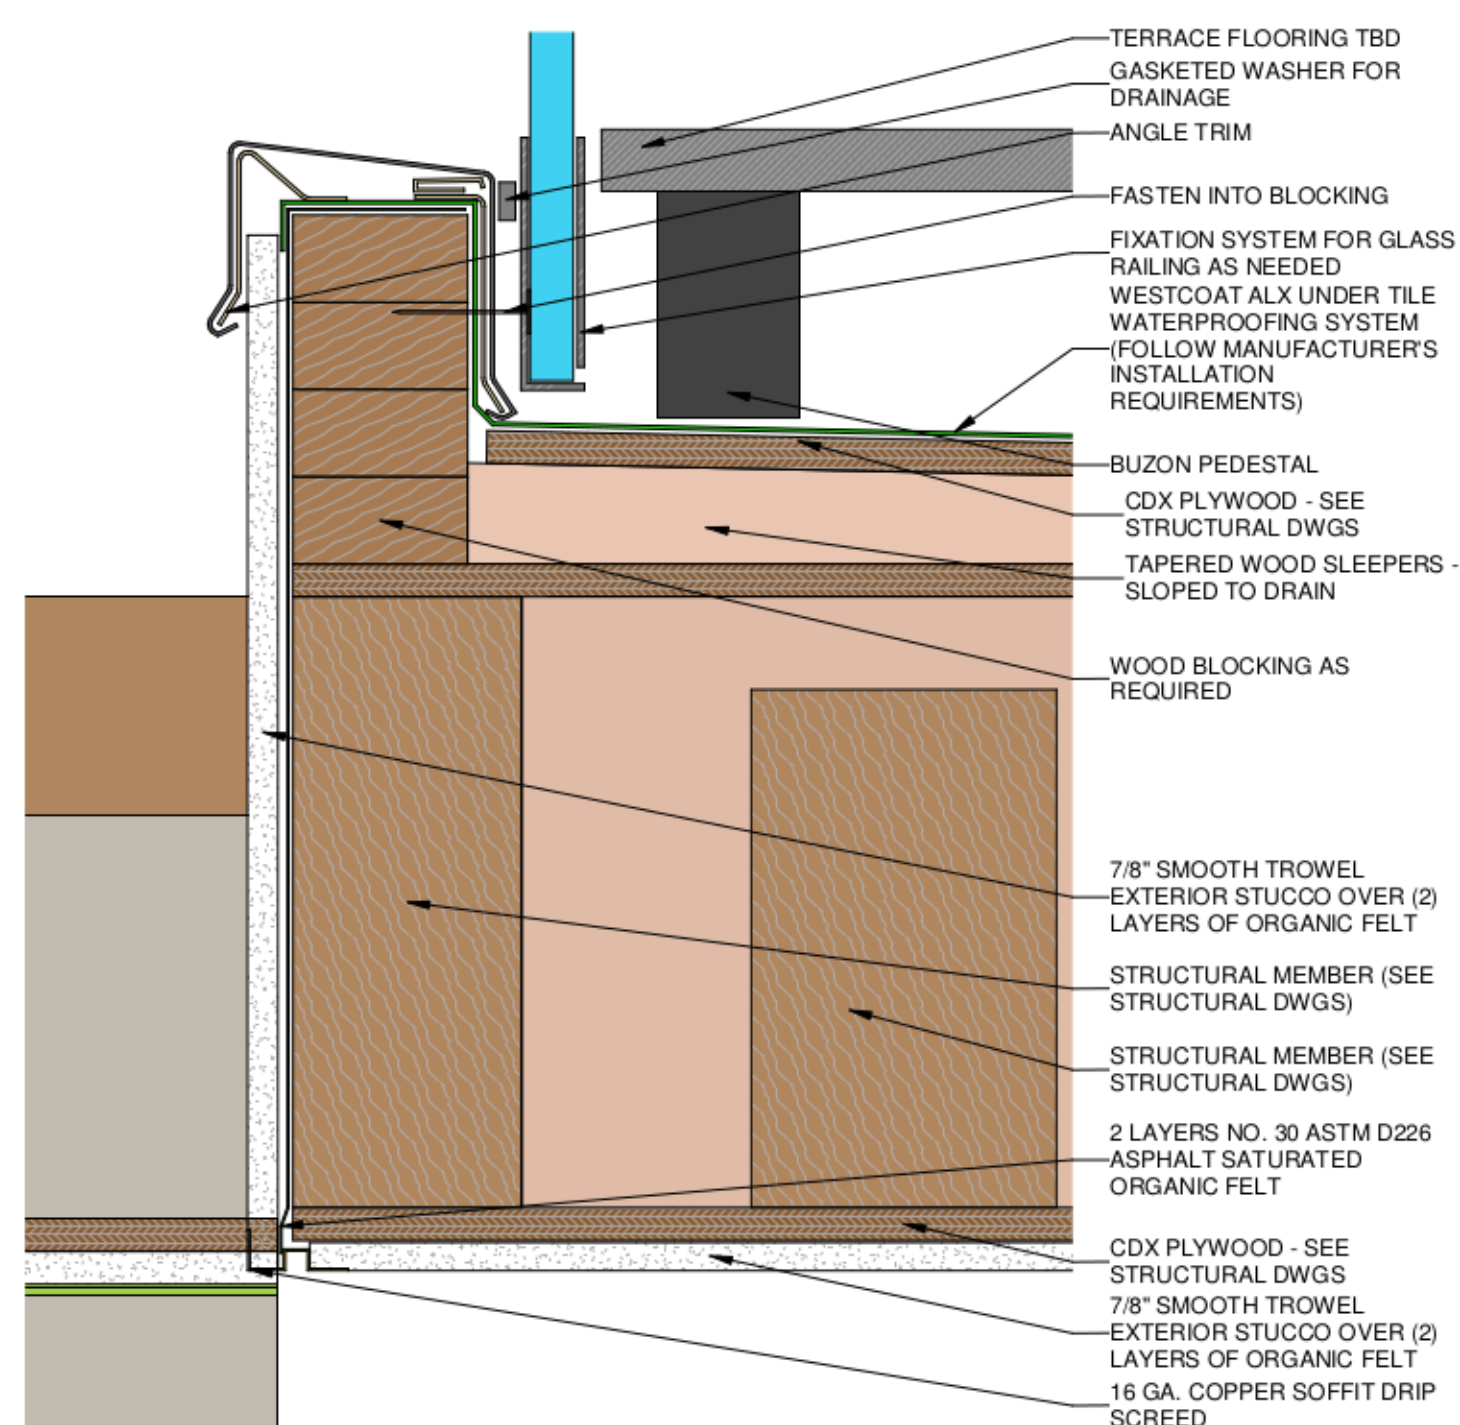 TERRACE FLOORING TBD
GASKETED WASHER FOR
DRAINAGE
ANGLE TRIM
FASTEN INTO BLOCKING
FIXATION SYSTEM FOR GLASS
RAILING AS NEEDED
WESTCOAT ALX UNDER TILE
WATERPROOFING SYSTEM
(FOLLOW MANUFACTURER'S
INSTALLATION
REQUIREMENTS)
BUZON PEDESTAL
CDX PLYWOOD - SEE
STRUCTURAL DWGS
TAPERED WOOD SLEEPERS -
SLOPED TO DRAIN
WOOD BLOCKING AS
REQUIRED
7/8" SMOOTH TROWEL
EXTERIOR STUCCO OVER (2)
LAYERS OF ORGANIC FELT
STRUCTURAL MEMBER (SEE
STRUCTURAL DWGS)
STRUCTURAL MEMBER (SEE
STRUCTURAL DWGS)
2 LAYERS NO. 30 ASTM D226
ASPHALT SATURATED
ORGANIC FELT
CDX PLYWOOD - SEE
STRUCTURAL DWGS
7/8" SMOOTH TROWEL
EXTERIOR STUCCO OVER (2)
LAYERS OF ORGANIC FELT
16 GA. COPPER SOFFIT DRIP
SCREED